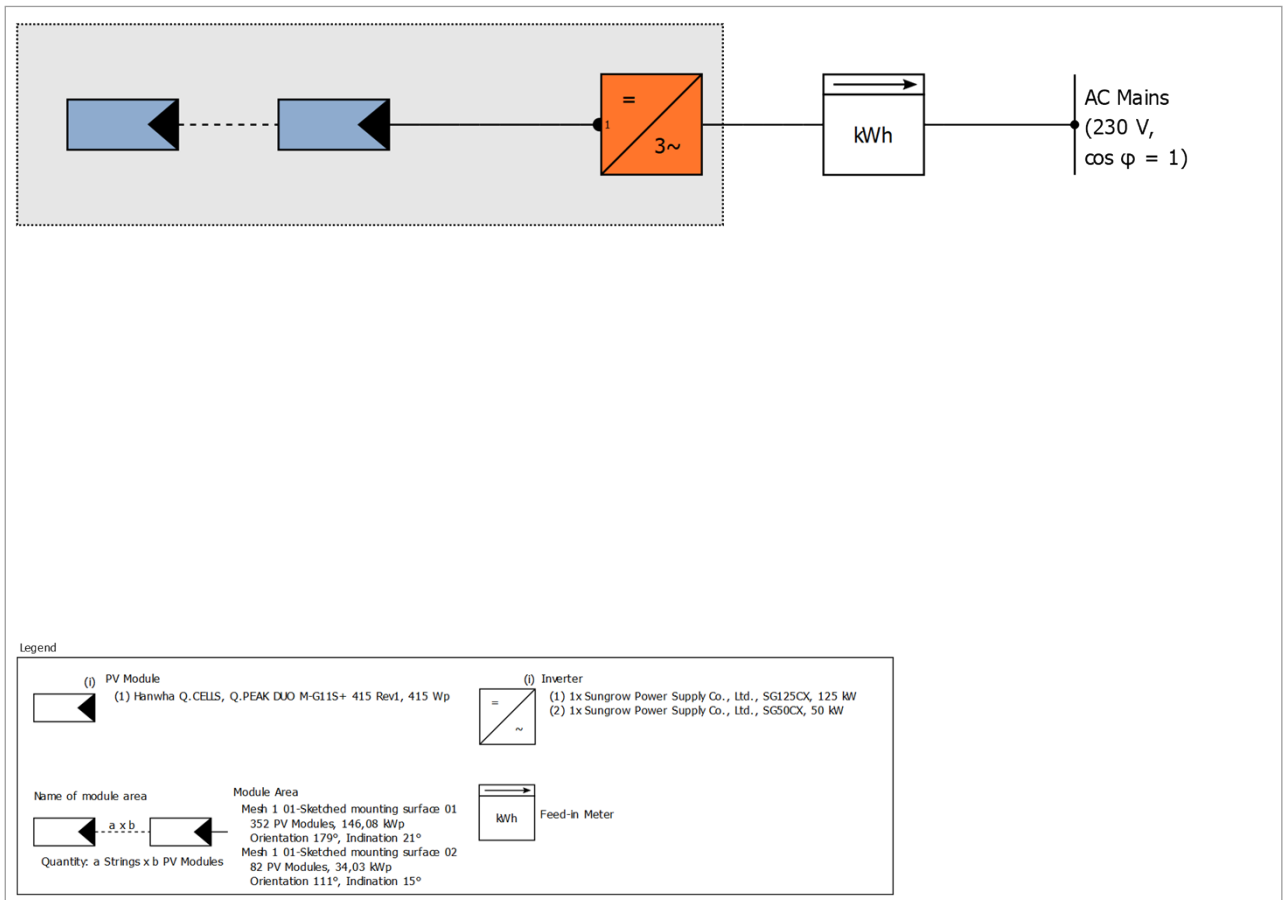 =
1
3~
kWh
AC Mains
(230 V,
cos φ = 1)
Legend
(i) PV Module
(1) Hanwha Q.CELLS, Q.PEAK DUO M-G11S+ 415 Rev1, 415 Wp
(i) Inverter
=
~
(1) 1x Sungrow Power Supply Co., Ltd., SG125CX, 125 kW
(2) 1x Sungrow Power Supply Co., Ltd., SG50CX, 50 kW
Name of module area
a x b
Quantity: a Strings x b PV Modules
Module Area
Mesh 1 01-Sketched mounting surface 01
352 PV Modules, 146,08 kWp
Orientation 179°, Inclination 21°
Mesh 1 01-Sketched mounting surface 02
82 PV Modules, 34,03 kWp
Orientation 111°, Inclination 15°
kWh
Feed-in Meter